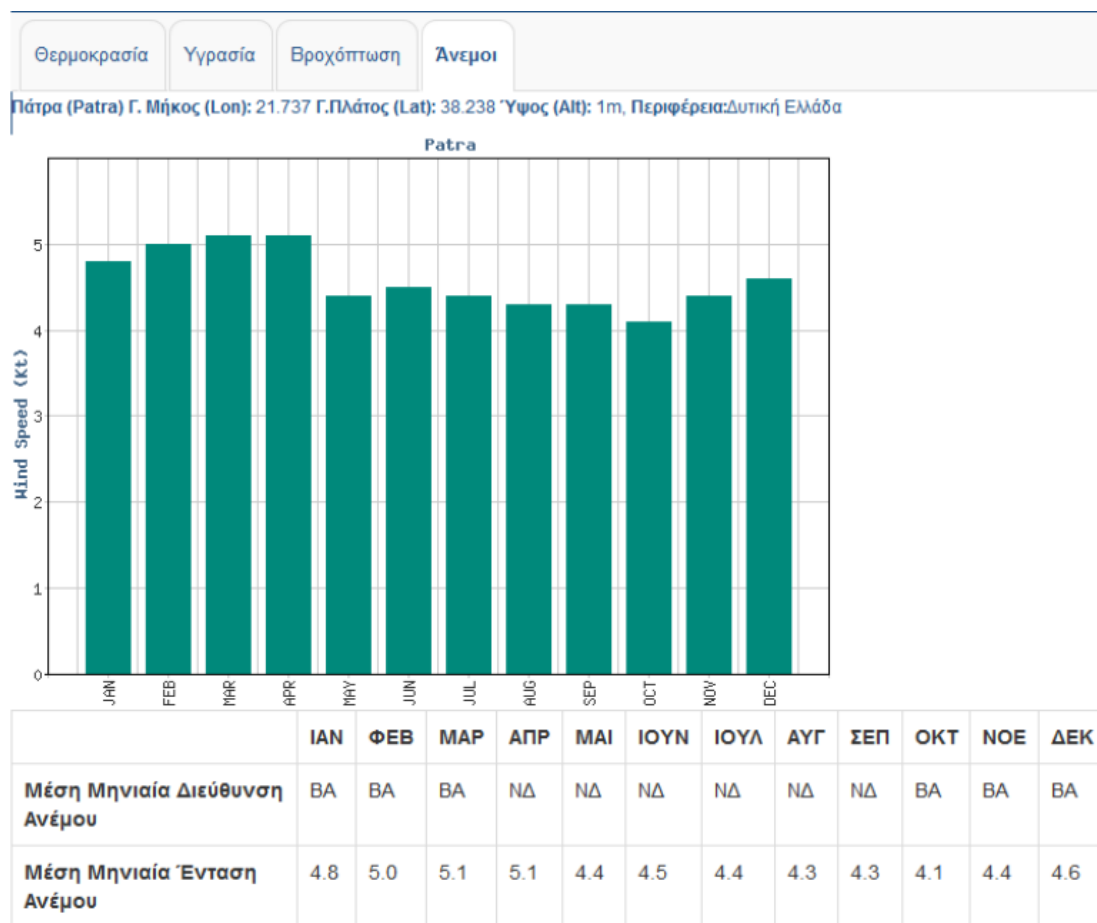 Θερμοκρασία Υγρασία Βροχόπτωση Άνεμοι
Πάτρα (Patra) Γ. Μήκος (Lon): 21.737 Γ.Πλάτος (Lat): 38.238 Ύψος (Alt): 1m, Περιφέρεια:Δυτική Ελλάδα
Patra
Wind Speed (Kt)
5
4
3
2
1
0
JAN FEB MAR APR MAY JUN JUL AUG SEP OCT NOV DEC
ΙΑΝ ΦΕΒ ΜΑΡ ΑΠΡ ΜΑΙ ΙΟΥΝ ΙΟΥΛ ΑΥΓ ΣΕΠ ΟΚΤ ΝΟΕ ΔΕΚ
Μέση Μηνιαία Διεύθυνση ΒΑ ΒΑ ΒΑ ΝΔ ΝΔ ΝΔ ΝΔ ΝΔ ΝΔ ΒΑ ΒΑ ΒΑ
Ανέμου
Μέση Μηνιαία Ένταση 4.8 5.0 5.1 5.1 4.4 4.5 4.4 4.3 4.3 4.1 4.4 4.6
Ανέμου